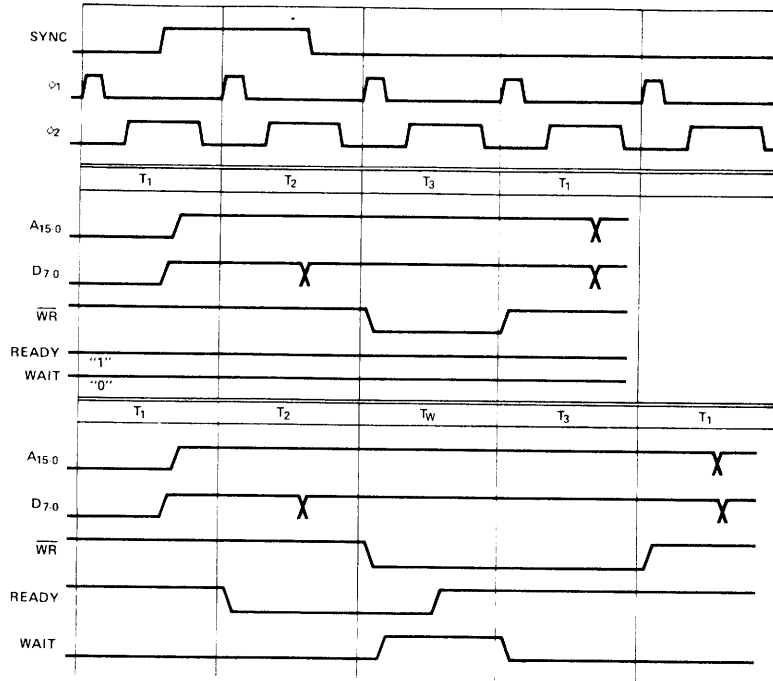 SYNC
φ1
φ2
T1 T2 T3 T1
A15-0
D7-0
WR
READY
"1"
WAIT
"0"
T1 T2 TW T3 T1
A15-0
D7-0
WR
READY
WAIT